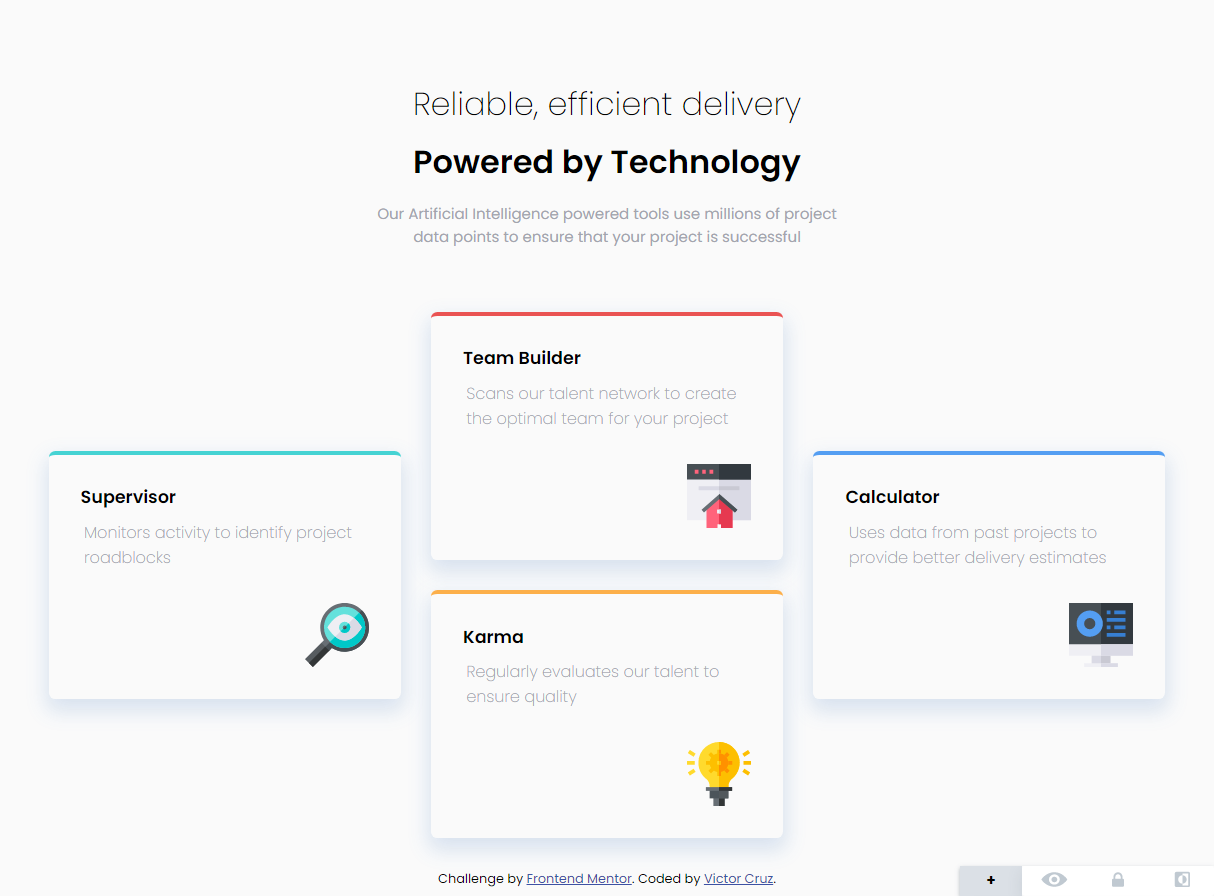 Reliable, efficient delivery
Powered by Technology
Our Artificial Intelligence powered tools use millions of project
data points to ensure that your project is successful
Team Builder
Scans our talent network to create
the optimal team for your project
Supervisor
Monitors activity to identify project
roadblocks
Calculator
Uses data from past projects to
provide better delivery estimates
Karma
Regularly evaluates our talent to
ensure quality
Challenge by Frontend Mentor. Coded by Victor Cruz.
+